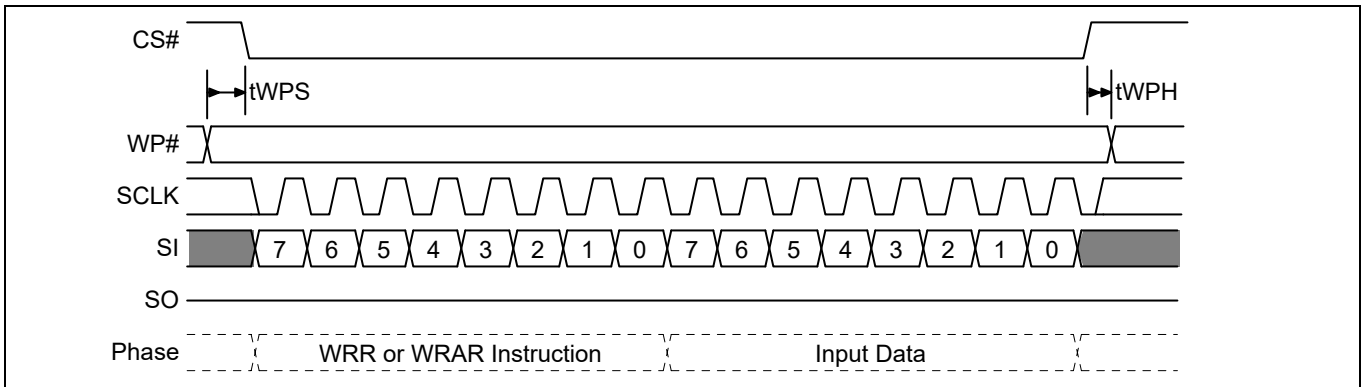 CS#
tWPS tWPH
WP#
SCLK
SI 7 6 5 4 3 2 1 0 7 6 5 4 3 2 1 0
SO
Phase WRR or WRAR Instruction Input Data